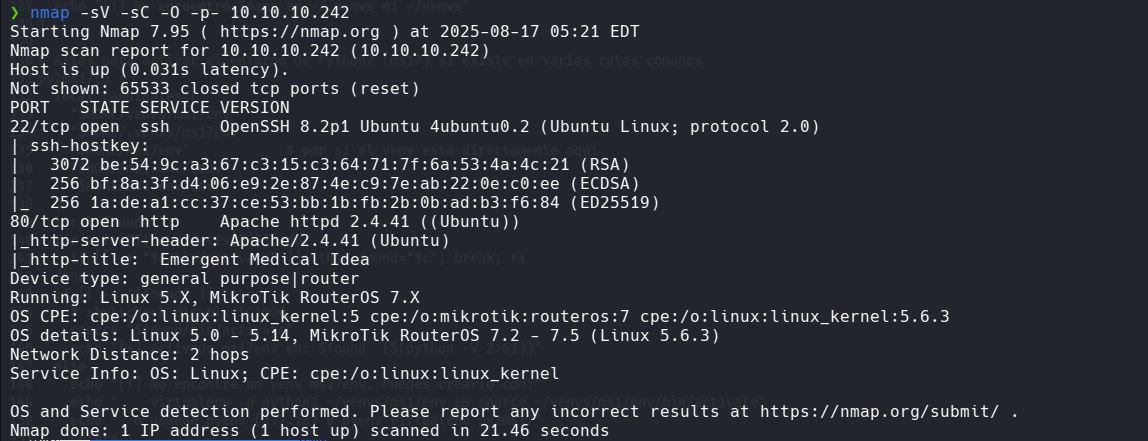 ❯ nmap -sV -sC -O -p- 10.10.10.242
Starting Nmap 7.95 ( https://nmap.org ) at 2025-08-17 05:21 EDT
Nmap scan report for 10.10.10.242 (10.10.10.242)
Host is up (0.031s latency).
Not shown: 65533 closed tcp ports (reset)
PORT   STATE SERVICE VERSION
22/tcp open  ssh     OpenSSH 8.2p1 Ubuntu 4ubuntu0.2 (Ubuntu Linux; protocol 2.0)
| ssh-hostkey:
|   3072 be:54:9c:a3:67:c3:15:c3:64:71:7f:6a:53:4a:4c:21 (RSA)
|   256 bf:8a:3f:d4:06:e9:2e:87:4e:c9:7e:ab:22:0e:c0:ee (ECDSA)
|_  256 1a:de:a1:cc:37:ce:53:bb:1b:fb:2b:0b:ad:b3:f6:84 (ED25519)
80/tcp open  http    Apache httpd 2.4.41 ((Ubuntu))
|_http-server-header: Apache/2.4.41 (Ubuntu)
|_http-title:  Emergent Medical Idea
Device type: general purpose|router
Running: Linux 5.X, MikroTik RouterOS 7.X
OS CPE: cpe:/o:linux:linux_kernel:5 cpe:/o:mikrotik:routeros:7 cpe:/o:linux:linux_kernel:5.6.3
OS details: Linux 5.0 - 5.14, MikroTik RouterOS 7.2 - 7.5 (Linux 5.6.3)
Network Distance: 2 hops
Service Info: OS: Linux; CPE: cpe:/o:linux:linux_kernel

OS and Service detection performed. Please report any incorrect results at https://nmap.org/submit/ .
Nmap done: 1 IP address (1 host up) scanned in 21.46 seconds